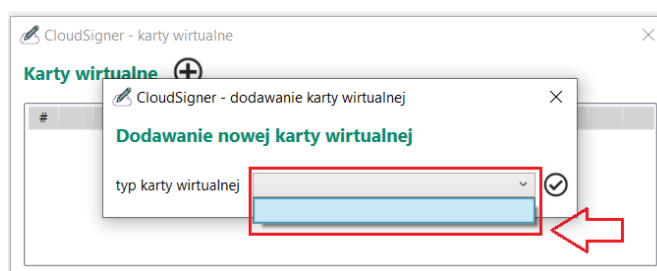 CloudSigner - karty wirtualne
Karty wirtualne
CloudSigner - dodawanie karty wirtualnej
#
Dodawanie nowej karty wirtualnej
typ karty wirtualnej